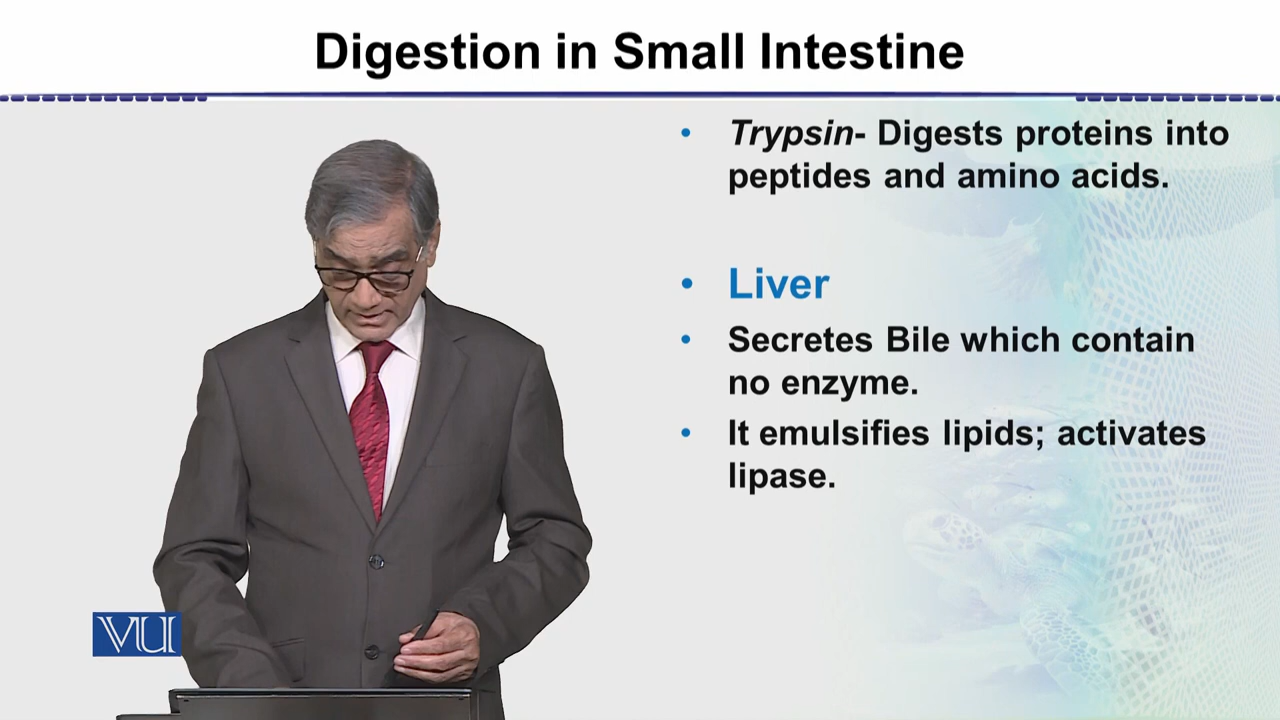 Digestion in Small Intestine
• Trypsin- Digests proteins into
peptides and amino acids.
• Liver
• Secretes Bile which contain
no enzyme.
• It emulsifies lipids; activates
lipase.
VU